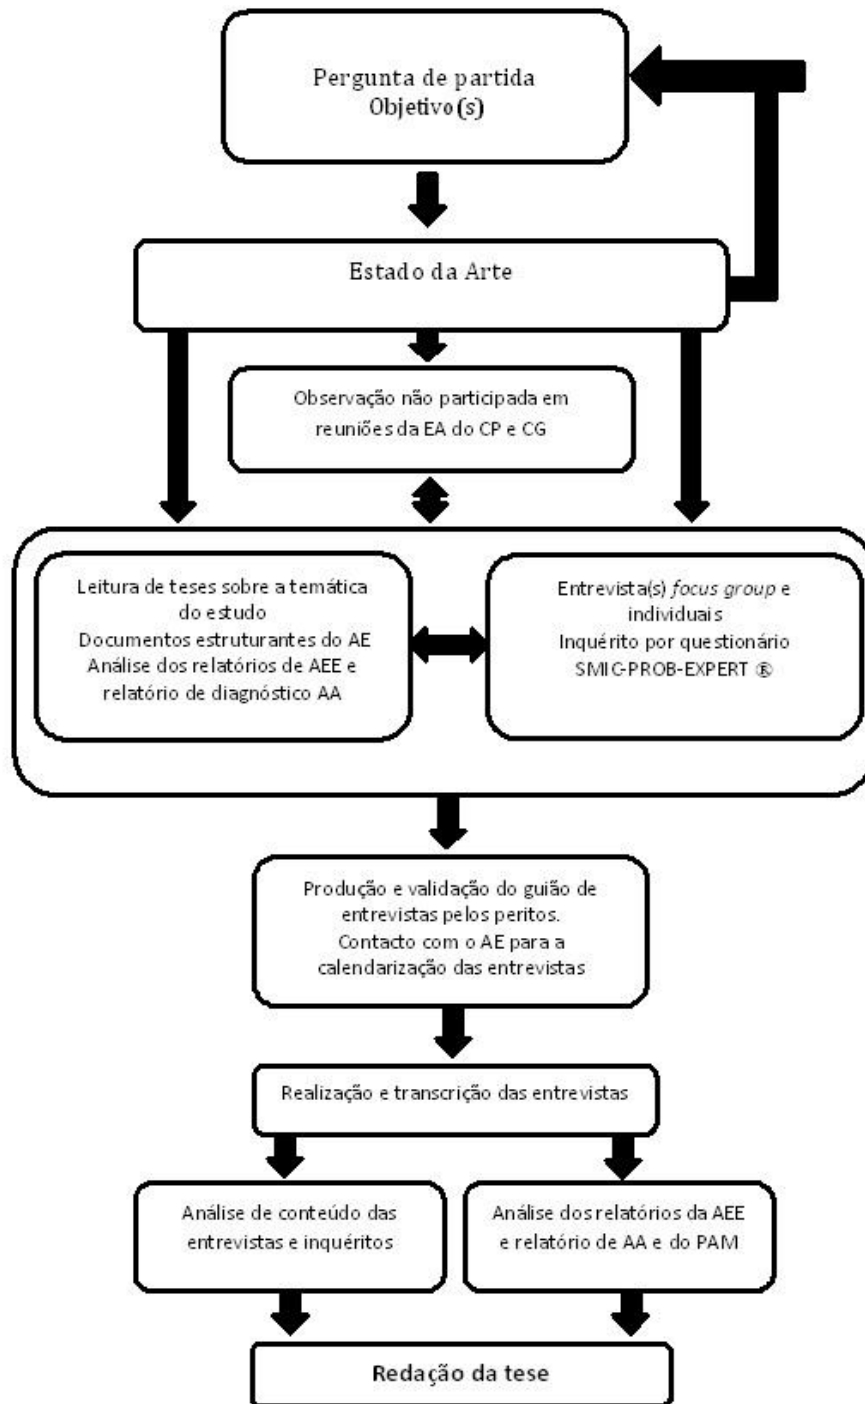 Pergunta de partida
Objetivo(s)
Estado da Arte
Observação não participada em
reuniões da EA do CP e CG
Leitura de teses sobre a temática
do estudo
Documentos estruturantes do AE
Análise dos relatórios de AEE e
relatório de diagnóstico AA
Entrevista(s) focus group e
individuais
Inquérito por questionário
SMIC-PROB-EXPERT ®
Produção e validação do guião de
entrevistas pelos peritos.
Contacto com o AE para a
calendarização das entrevistas
Realização e transcrição das entrevistas
Análise de conteúdo das
entrevistas e inquéritos
Análise dos relatórios da AEE
e relatório de AA e do PAM
Redação da tese